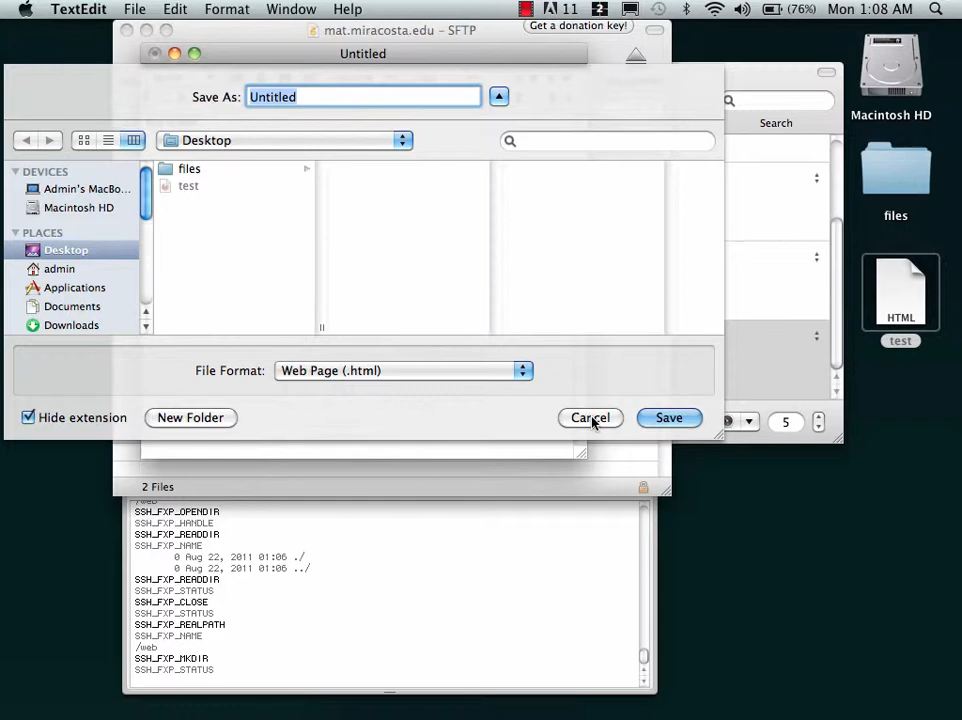 TextEdit File Edit Format Window Help 11 2 (76%) Mon 1:08 AM
mat.miracosta.edu – SFTP
Get a donation key!
Untitled
Save As: Untitled
Macintosh HD
Search
Desktop
DEVICES
Admin's MacBo...
Macintosh HD
PLACES
Desktop
admin
Applications
Documents
Downloads
files
test
files
HTML
test
File Format: Web Page (.html)
Hide extension
New Folder
Cancel
Save
5
2 Files
/web
SSH_FXP_OPENDIR
SSH_FXP_HANDLE
SSH_FXP_READDIR
SSH_FXP_NAME
0 Aug 22, 2011 01:06 ./
0 Aug 22, 2011 01:06 ../
SSH_FXP_READDIR
SSH_FXP_STATUS
SSH_FXP_CLOSE
SSH_FXP_STATUS
SSH_FXP_REALPATH
SSH_FXP_NAME
/web
SSH_FXP_MKDIR
SSH_FXP_STATUS